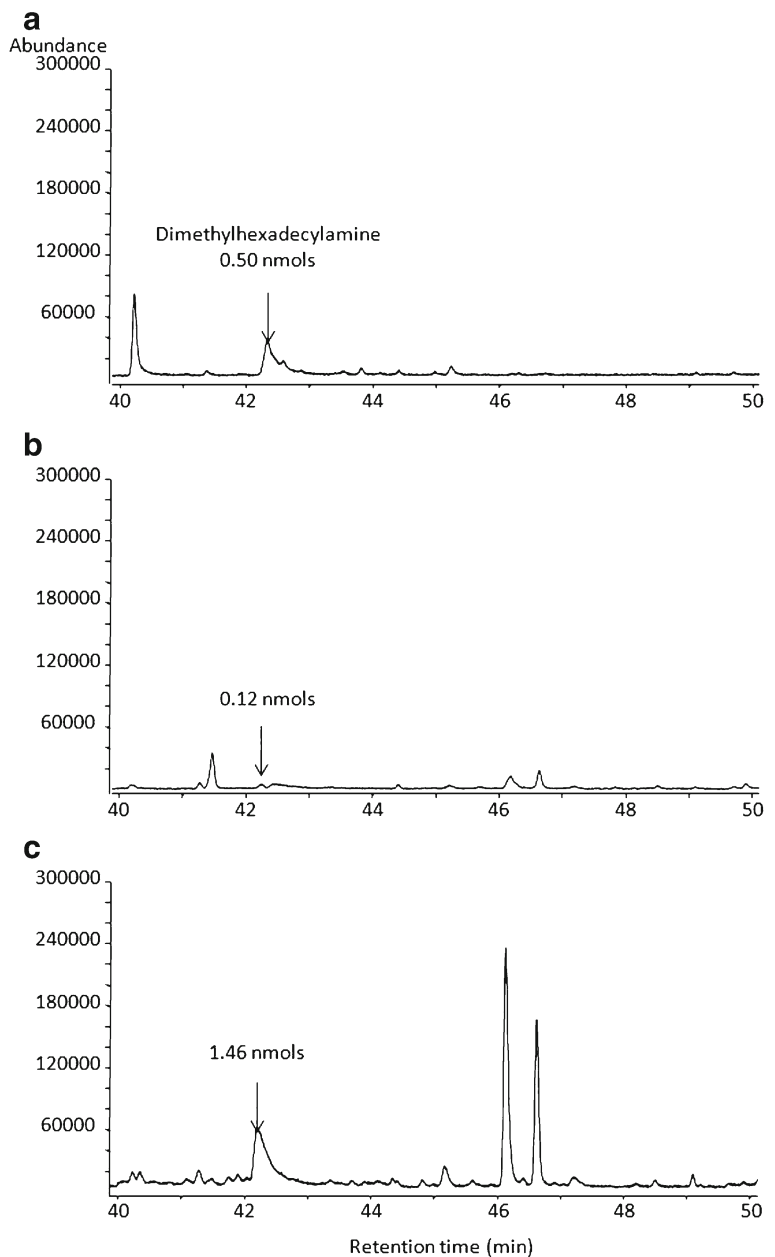 a
Abundance
300000
240000
180000
120000
60000
Dimethylhexadecylamine
0.50 nmols
40 42 44 46 48 50
b
300000
240000
180000
120000
60000
0.12 nmols
40 42 44 46 48 50
c
300000
240000
180000
120000
60000
1.46 nmols
40 42 44 46 48 50
Retention time (min)